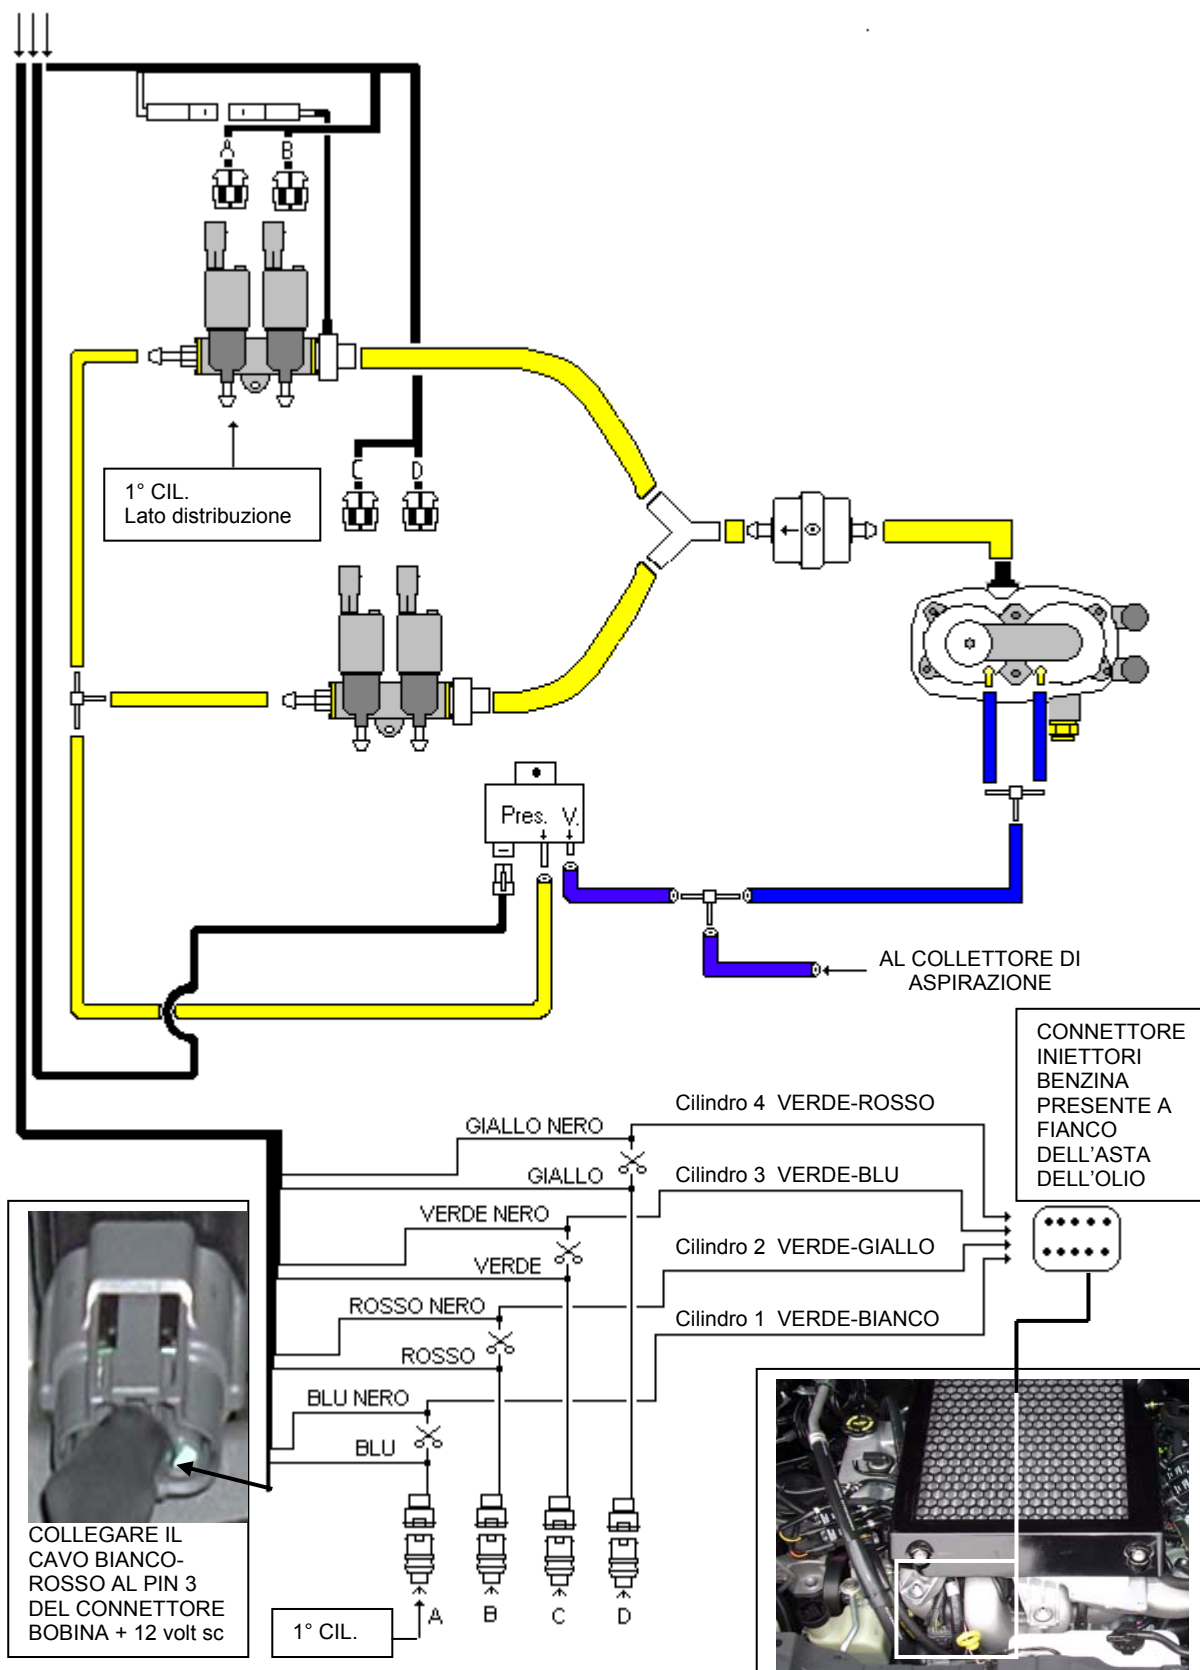 A
B
1° CIL.
Lato distribuzione
C
D
Pres.
V.
AL COLLETTORE DI
ASPIRAZIONE
CONNETTORE
INIETTORI
BENZINA
PRESENTE A
FIANCO
DELL'ASTA
DELL'OLIO
Cilindro 4 VERDE-ROSSO
GIALLO NERO
GIALLO
Cilindro 3 VERDE-BLU
VERDE NERO
VERDE
Cilindro 2 VERDE-GIALLO
ROSSO NERO
ROSSO
Cilindro 1 VERDE-BIANCO
BLU NERO
BLU
COLLEGARE IL
CAVO BIANCO-
ROSSO AL PIN 3
DEL CONNETTORE
BOBINA + 12 volt sc
1° CIL.
A
B
C
D